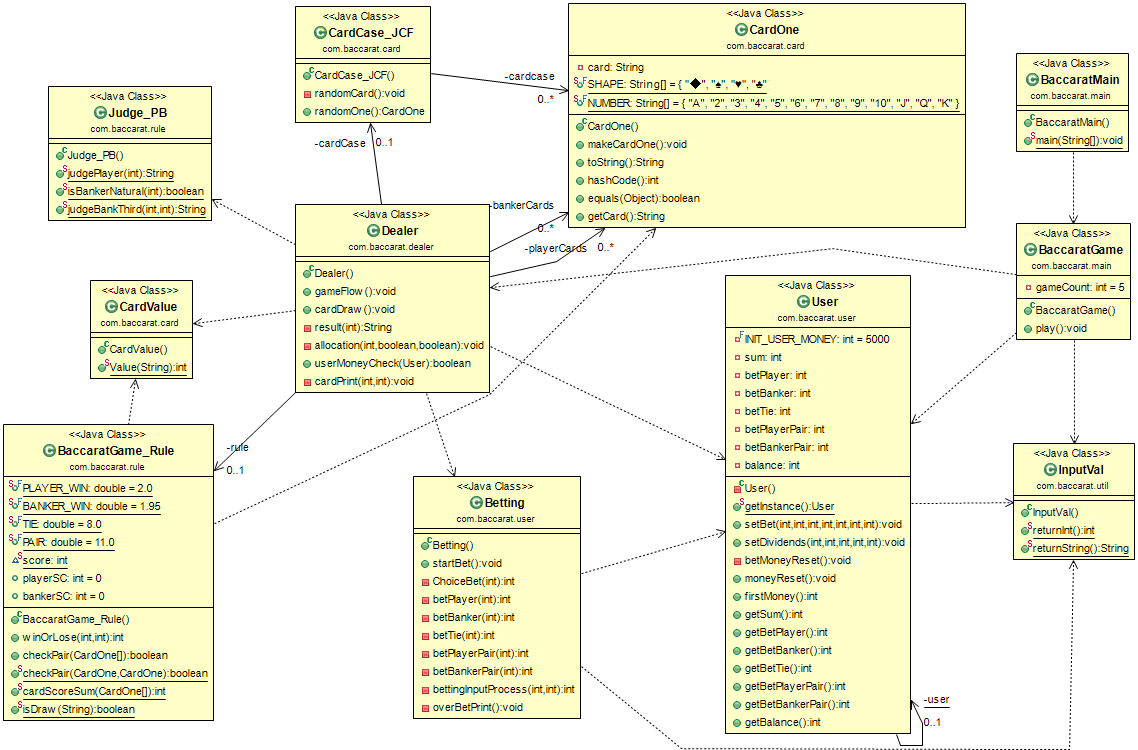 <<Java Class>>
CardCase_JCF
com.baccarat.card
CardCase_JCF()
randomCard():void
randomOne():CardOne
<<Java Class>>
CardOne
com.baccarat.card
card: String
SHAPE: String[] = { "◆", "♠", "♥", "♣"
NUMBER: String[] = { "A", "2", "3", "4", "5", "6", "7", "8", "9", "10", "J", "Q", "K" }
CardOne()
makeCardOne():void
toString():String
hashCode():int
equals(Object):boolean
getCard():String
<<Java Class>>
BaccaratMain
com.baccarat.main
BaccaratMain()
main(String[]):void
<<Java Class>>
Judge_PB
com.baccarat.rule
Judge_PB()
judgePlayer(int):String
isBankerNatural(int):boolean
judgeBankThird(int,int):String
-cardcase
0..*
-cardCase
0..1
-bankerCards
0..*
-playerCards
0..*
<<Java Class>>
Dealer
com.baccarat.dealer
Dealer()
gameFlow ():void
cardDraw ():void
result(int):String
allocation(int,boolean,boolean):void
userMoneyCheck(User):boolean
cardPrint(int,int):void
<<Java Class>>
BaccaratGame
com.baccarat.main
gameCount: int = 5
BaccaratGame()
play():void
<<Java Class>>
CardValue
com.baccarat.card
CardValue()
Value(String):int
<<Java Class>>
User
com.baccarat.user
INIT_USER_MONEY: int = 5000
sum: int
betPlayer: int
betBanker: int
betTie: int
betPlayerPair: int
betBankerPair: int
balance: int
User()
getInstance():User
setBet(int,int,int,int,int,int,int):void
setDividends(int,int,int,int,int):void
betMoneyReset():void
moneyReset():void
firstMoney():int
getSum():int
getBetPlayer():int
getBetBanker():int
getBetTie():int
getBetPlayerPair():int
getBetBankerPair():int
getBalance():int
-user
0..1
<<Java Class>>
BaccaratGame_Rule
com.baccarat.rule
PLAYER_WIN: double = 2.0
BANKER_WIN: double = 1.95
TIE: double = 8.0
PAIR: double = 11.0
score: int
playerSC: int = 0
bankerSC: int = 0
BaccaratGame_Rule()
winOrLose(int,int):int
checkPair(CardOne[]):boolean
checkPair(CardOne,CardOne):boolean
cardScoreSum(CardOne[]):int
isDraw (String):boolean
-rule
0..1
<<Java Class>>
Betting
com.baccarat.user
Betting()
startBet():void
ChoiceBet(int):int
betPlayer(int):int
betBanker(int):int
betTie(int):int
betPlayerPair(int):int
betBankerPair(int):int
bettingInputProcess(int,int):int
overBetPrint():void
<<Java Class>>
InputVal
com.baccarat.util
InputVal()
returnInt():int
returnString():String